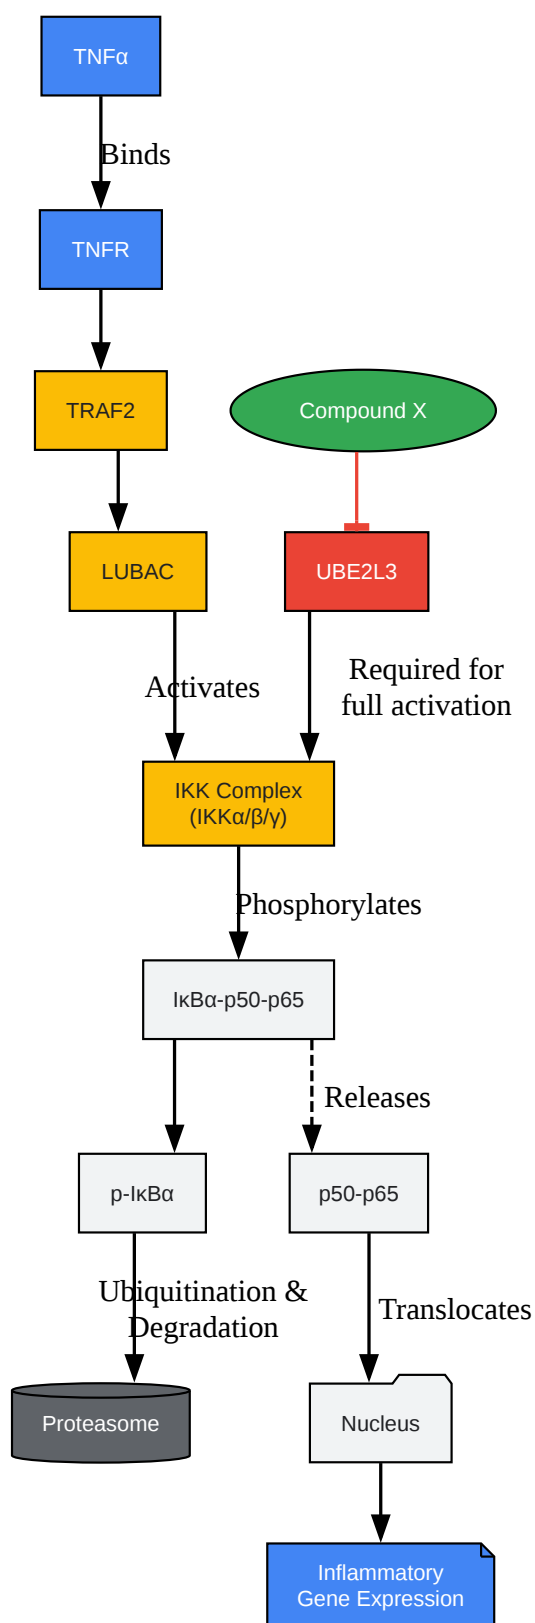 TNFα
Binds
TNFR
TRAF2
Compound X
LUBAC
UBE2L3
Activates
Required for
full activation
IKK Complex
(IKKα/β/γ)
Phosphorylates
IκBα-p50-p65
Releases
p-IκBα
p50-p65
Ubiquitination &
Degradation
Translocates
Proteasome
Nucleus
Inflammatory
Gene Expression